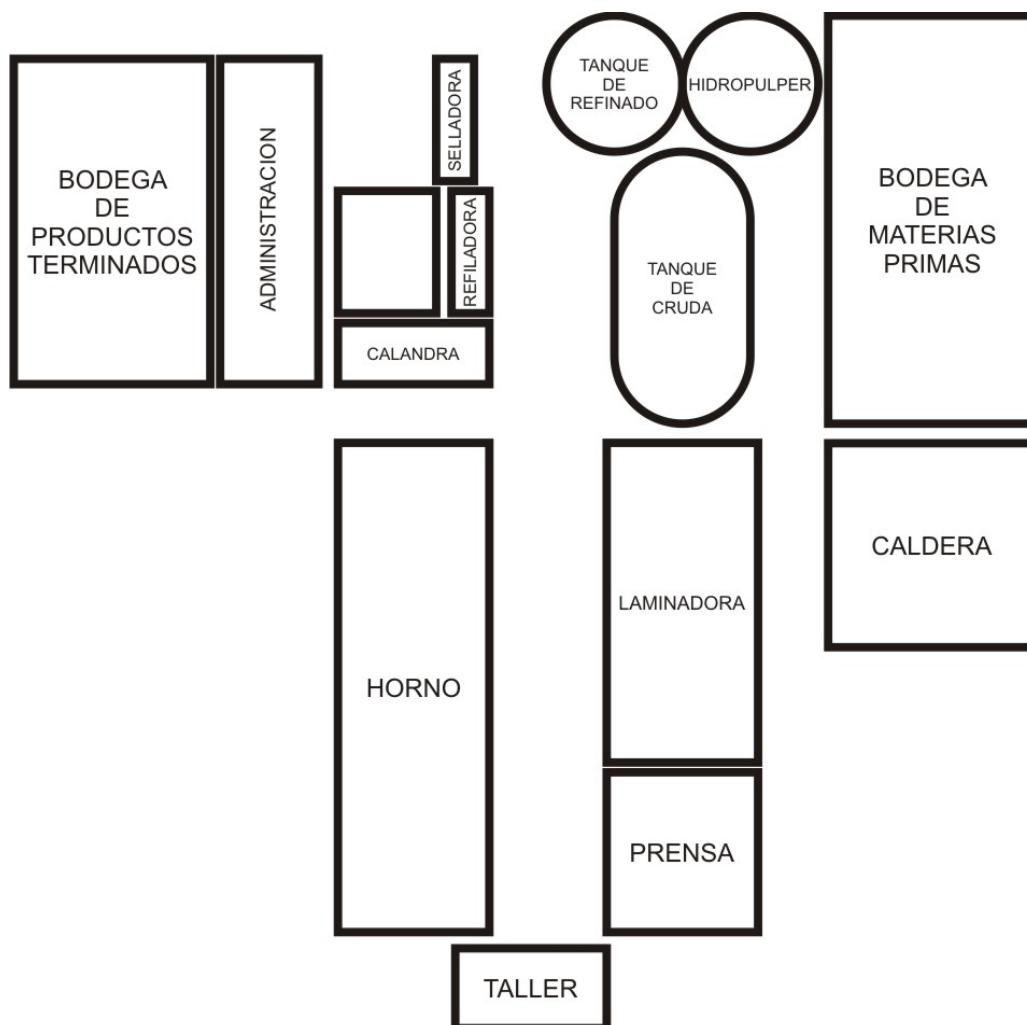 BODEGA
DE
PRODUCTOS
TERMINADOS
ADMINISTRACION
SELLADORA
REFILADORA
CALANDRA
TANQUE
DE
REFINADO
HIDROPULPER
TANQUE
DE
CRUDA
BODEGA
DE
MATERIAS
PRIMAS
CALDERA
HORNO
LAMINADORA
PRENSA
TALLER